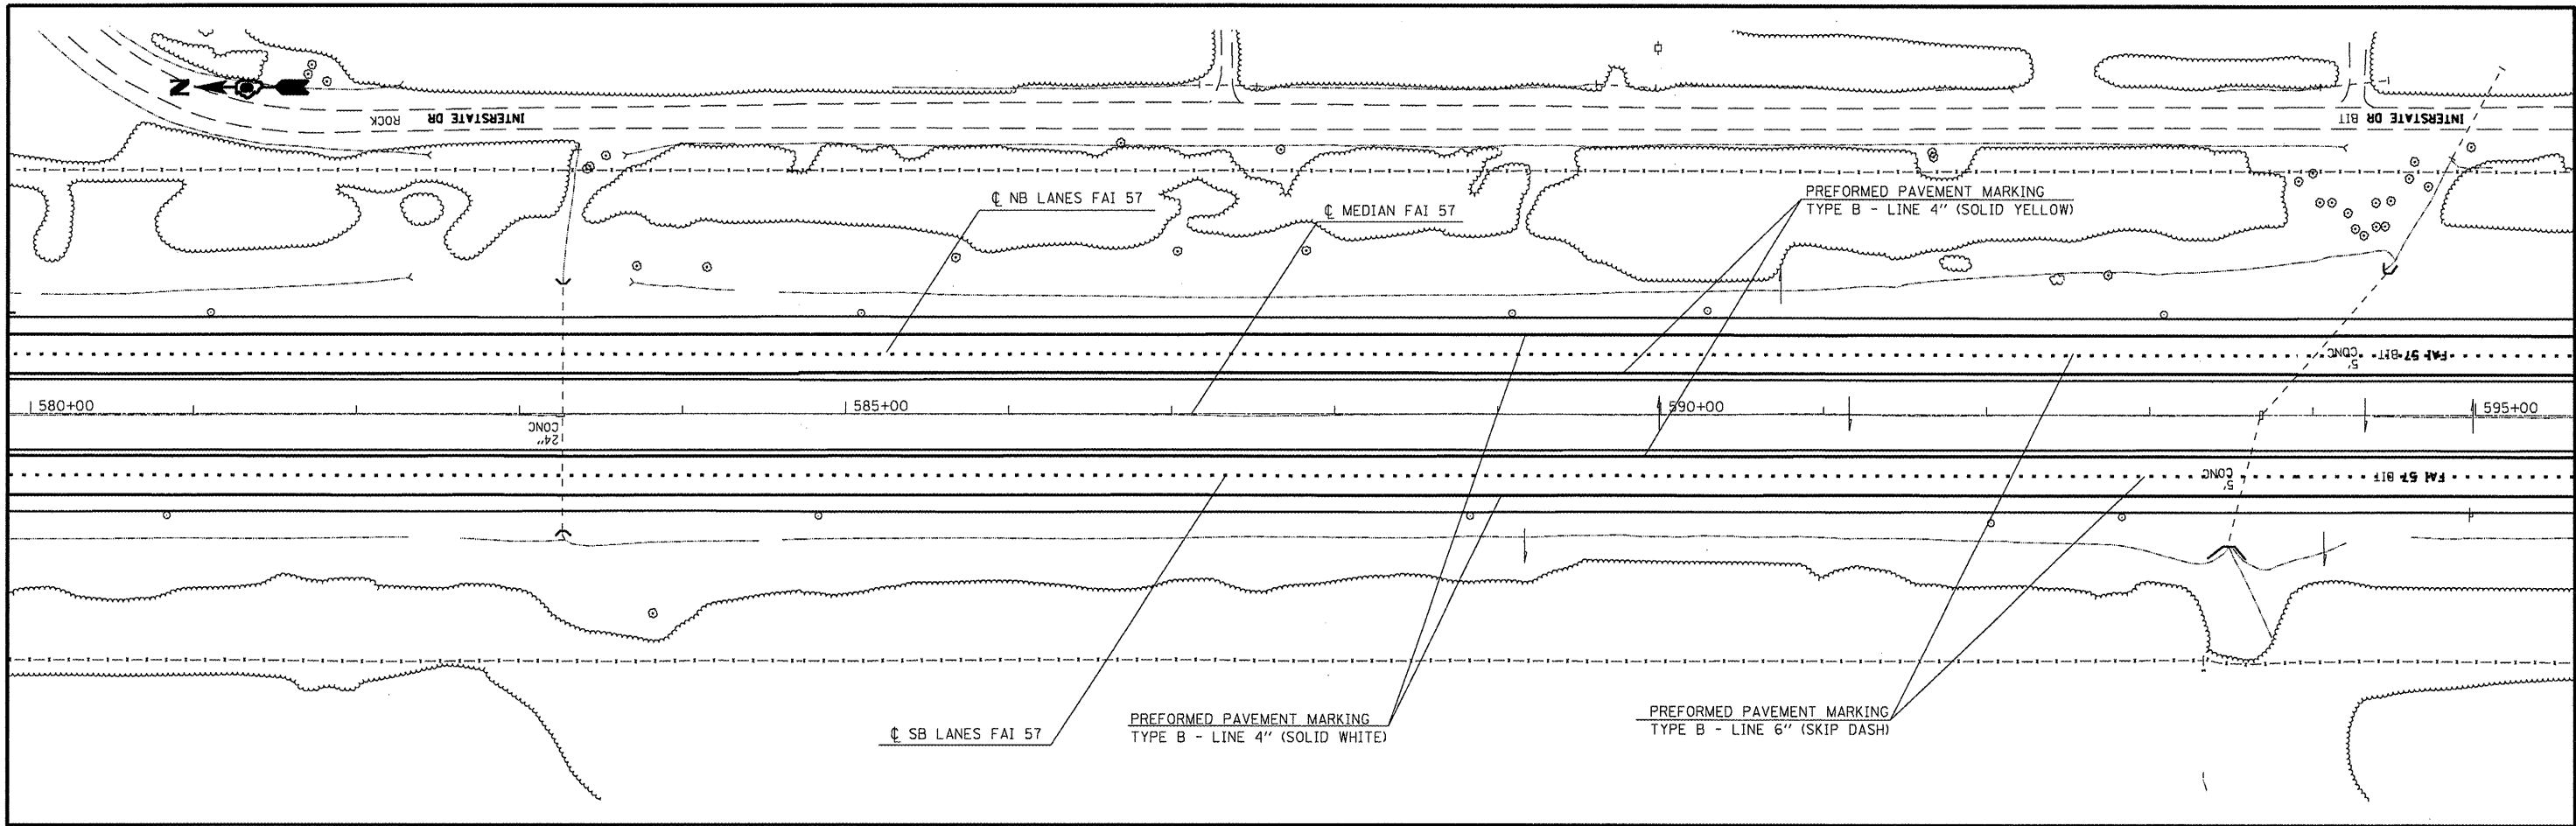 N
ROCK
INTERSTATE DR
INTERSTATE DR BIT
℄ NB LANES FAI 57
℄ MEDIAN FAI 57
PREFORMED PAVEMENT MARKING
TYPE B - LINE 4" (SOLID YELLOW)
FAI 57 BIT
5'
CONC
580+00
585+00
590+00
595+00
24"
CONC
5'
CONC
FAI 57 BIT
℄ SB LANES FAI 57
PREFORMED PAVEMENT MARKING
TYPE B - LINE 4" (SOLID WHITE)
PREFORMED PAVEMENT MARKING
TYPE B - LINE 6" (SKIP DASH)